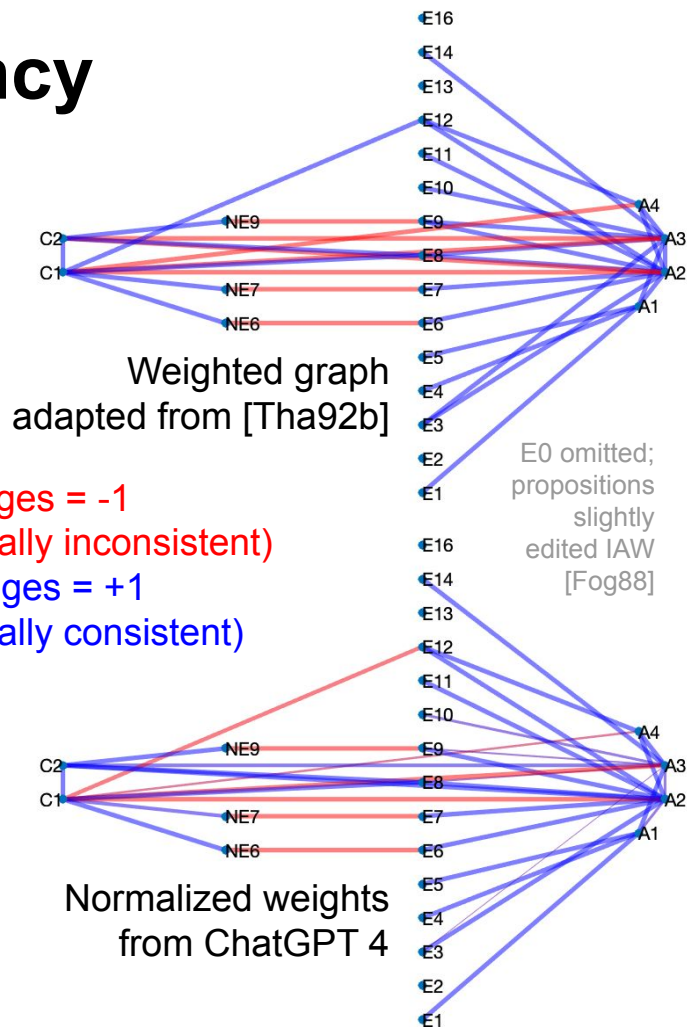 ncy
E16
E14
E13
E12
E11
E10
A4
NE9
E9
C2
A3
E8
C1
A2
NE7
E7
A1
NE6
E6
E5
Weighted graph
E4
adapted from [Tha92b]
E3
E2
E0 omitted;
propositions
slightly
edited IAW
[Fog88]
E1
ges = -1
ally inconsistent)
ges = +1
ally consistent)
E16
E14
E13
E12
E11
E10
A4
NE9
E9
C2
A3
E8
C1
A2
NE7
E7
A1
NE6
E6
E5
Normalized weights
E4
from ChatGPT 4
E3
E2
E1